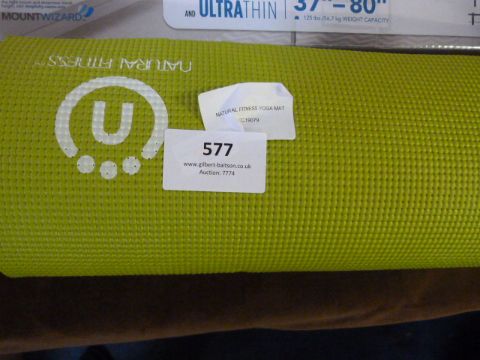 MOUNTWIZARD
AND ULTRATHIN
37"–80"
125 lbs/56.7 kg WEIGHT CAPACITY
NATURAL FITNESS™
NATURAL FITNESS YOGA MAT
577
www.gilbert-baitson.co.uk
Auction: 7774